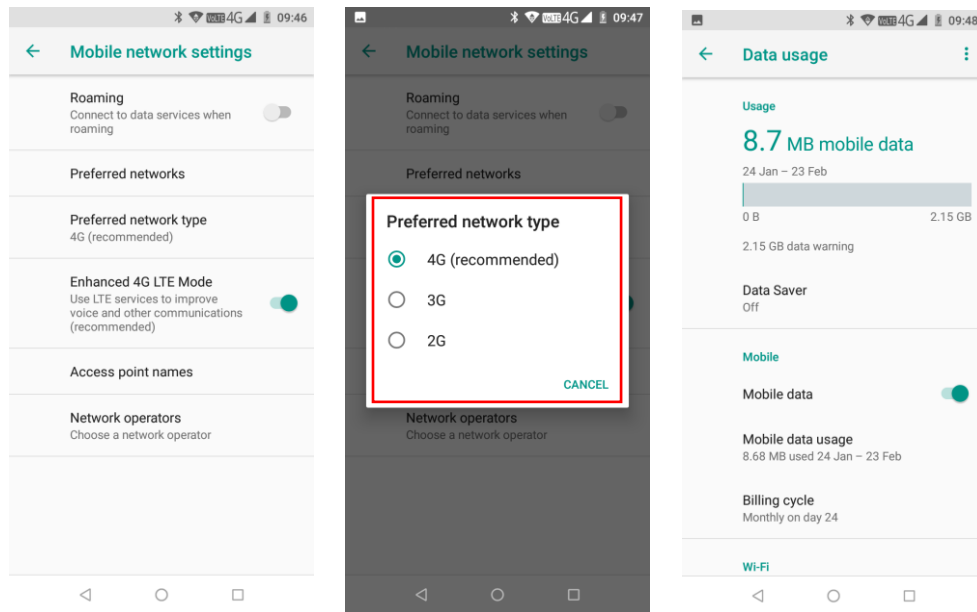 VoLTE 4G 09:46
Mobile network settings
Roaming
Connect to data services when
roaming
Preferred networks
Preferred network type
4G (recommended)
Enhanced 4G LTE Mode
Use LTE services to improve
voice and other communications
(recommended)
Access point names
Network operators
Choose a network operator
VoLTE 4G 09:47
Mobile network settings
Roaming
Connect to data services when
roaming
Preferred networks
Preferred network type
4G (recommended)
3G
2G
CANCEL
Network operators
Choose a network operator
VoLTE 4G 09:48
Data usage
Usage
8.7 MB mobile data
24 Jan – 23 Feb
0 B 2.15 GB
2.15 GB data warning
Data Saver
Off
Mobile
Mobile data
Mobile data usage
8.68 MB used 24 Jan – 23 Feb
Billing cycle
Monthly on day 24
Wi-Fi